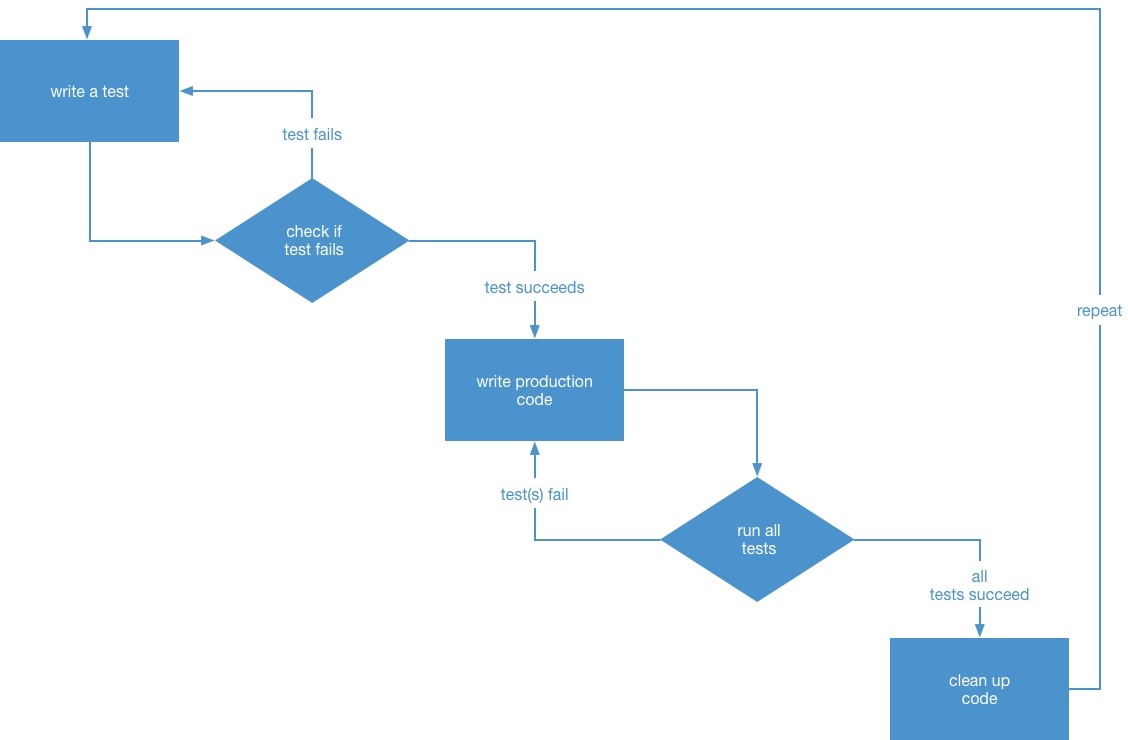 write a test
test fails
check if
test fails
test succeeds
repeat
write production
code
test(s) fail
run all
tests
all
tests succeed
clean up
code